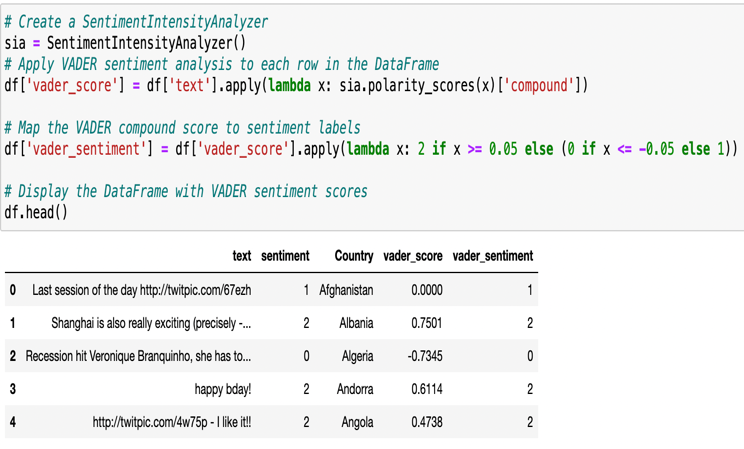 # Create a SentimentIntensityAnalyzer
sia = SentimentIntensityAnalyzer()
# Apply VADER sentiment analysis to each row in the DataFrame
df['vader_score'] = df['text'].apply(lambda x: sia.polarity_scores(x)['compound'])
# Map the VADER compound score to sentiment labels
df['vader_sentiment'] = df['vader_score'].apply(lambda x: 2 if x >= 0.05 else (0 if x <= -0.05 else 1))
# Display the DataFrame with VADER sentiment scores
df.head()
text sentiment Country vader_score vader_sentiment
0 Last session of the day http://twitpic.com/67ezh 1 Afghanistan 0.0000 1
1 Shanghai is also really exciting (precisely -... 2 Albania 0.7501 2
2 Recession hit Veronique Branquinho, she has to... 0 Algeria -0.7345 0
3 happy bday! 2 Andorra 0.6114 2
4 http://twitpic.com/4w75p - I like it!! 2 Angola 0.4738 2